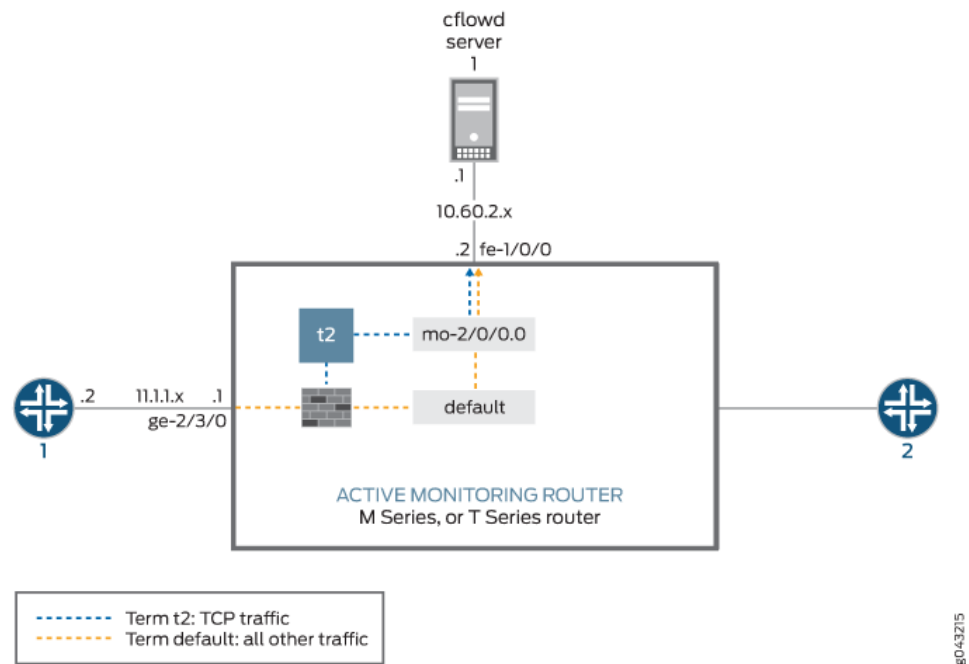 cflowd
server
1
.1
10.60.2.x
.2 fe-1/0/0
t2
mo-2/0/0.0
.2 11.1.1.x .1
default
ge-2/3/0
1
2
ACTIVE MONITORING ROUTER
M Series, or T Series router
Term t2: TCP traffic
Term default: all other traffic
g043215